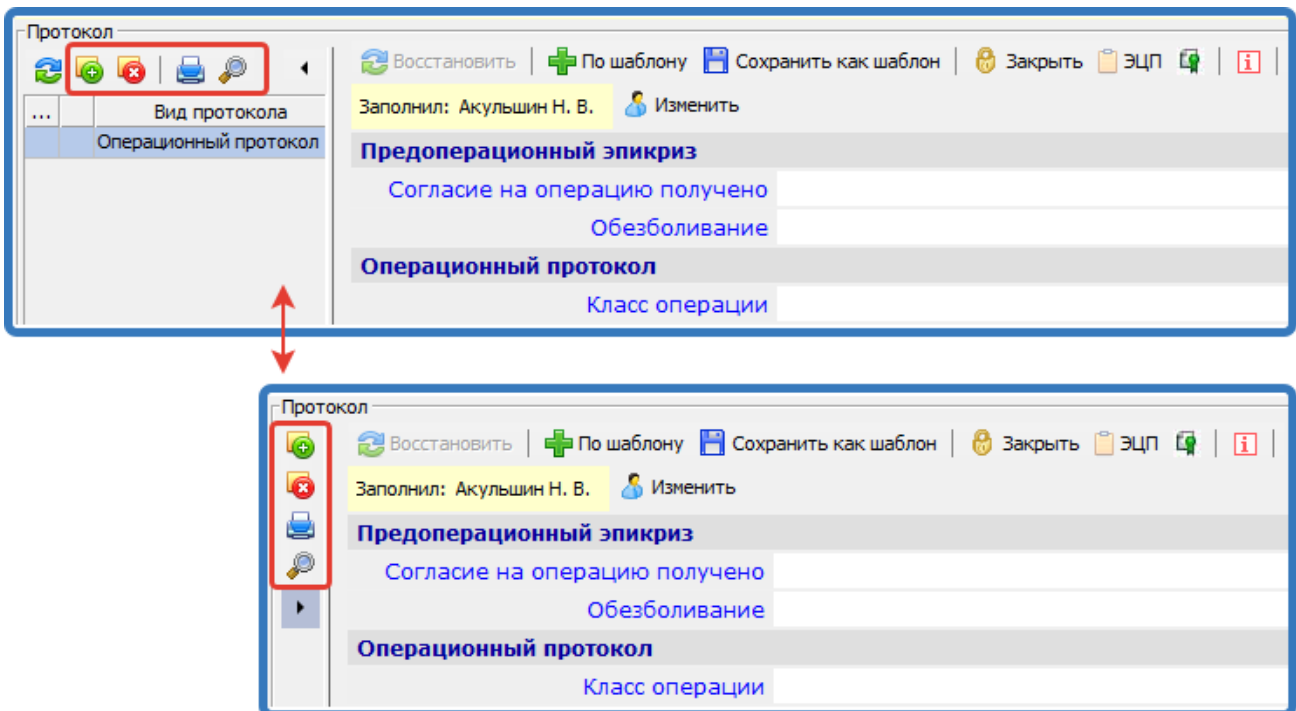 Протокол
Восстановить По шаблону Сохранить как шаблон Закрыть ЭЦП i
... Вид протокола
Заполнил: Акульшин Н. В. Изменить
Операционный протокол
Предоперационный эпикриз
Согласие на операцию получено
Обезболивание
Операционный протокол
Класс операции
Протокол
Восстановить По шаблону Сохранить как шаблон Закрыть ЭЦП i
Заполнил: Акульшин Н. В. Изменить
Предоперационный эпикриз
Согласие на операцию получено
Обезболивание
Операционный протокол
Класс операции